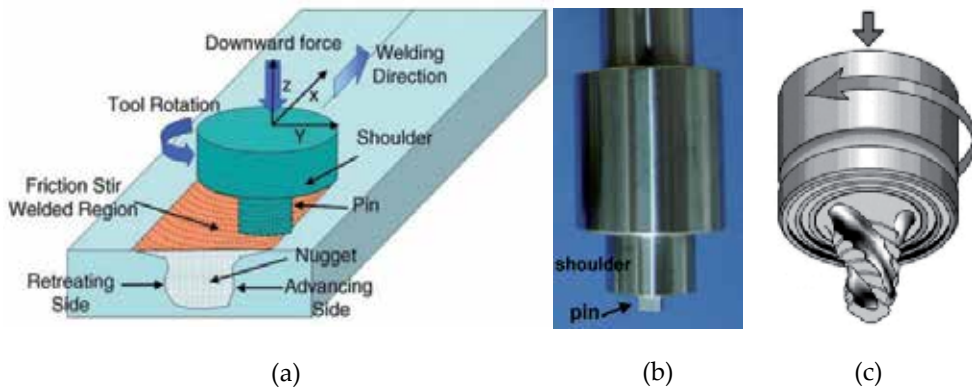 Downward force
Welding
Direction
z
x
Y
Tool Rotation
Shoulder
Friction Stir
Welded Region
Pin
Nugget
Retreating
Side
Advancing
Side
shoulder
pin
(a)
(b)
(c)